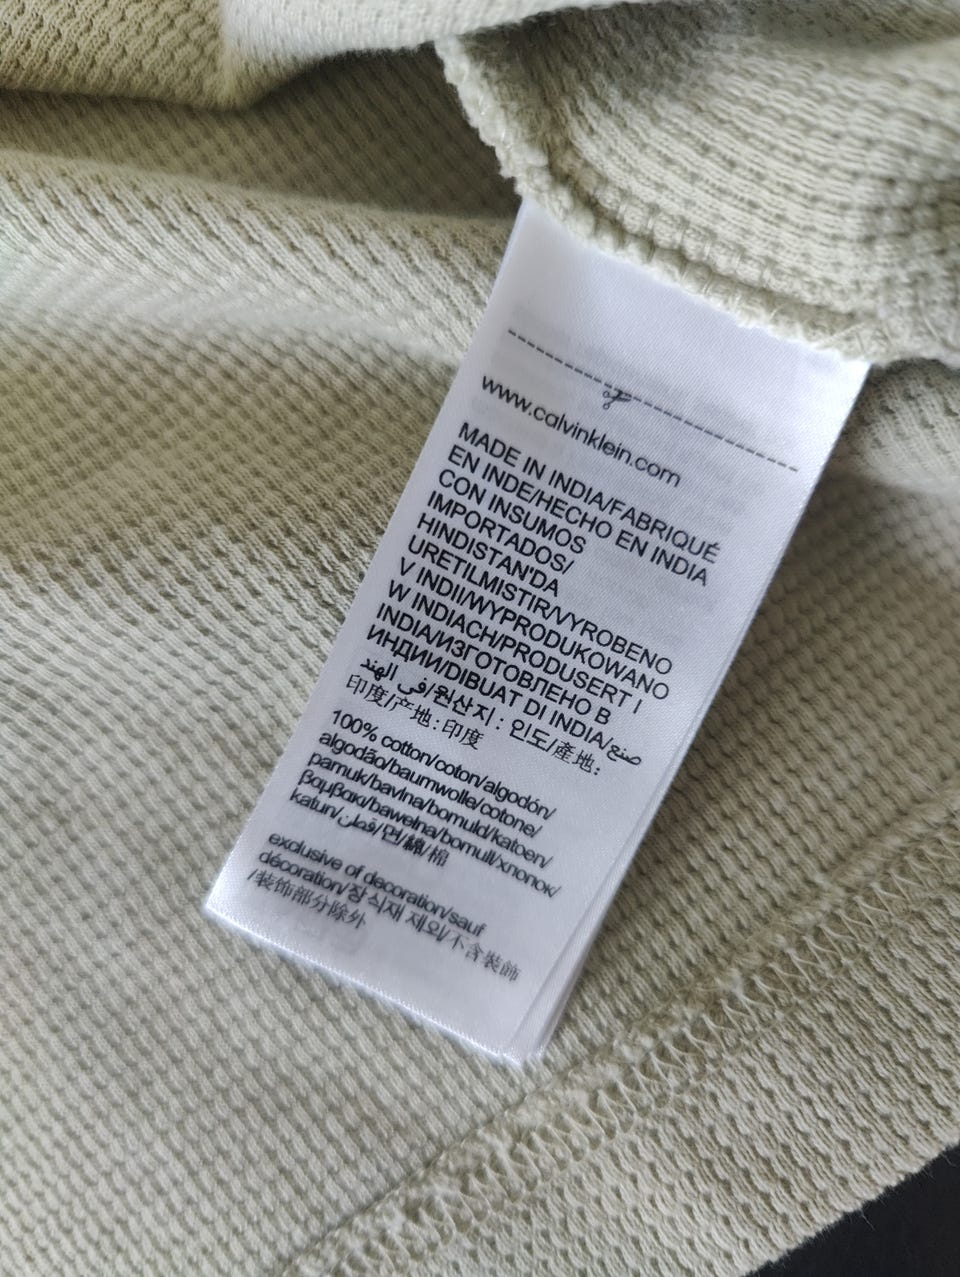 www.calvinklein.com
MADE IN INDIA/FABRIQUÉ
EN INDE/HECHO EN INDIA
CON INSUMOS
IMPORTADOS/
HINDISTAN'DA
URETILMISTIR/VYROBENO
V INDII/WYPRODUKOWANO
W INDIACH/PRODUSERT I
INDIA/ИЗГОТОВЛЕНО В
ИНДИИ/DIBUAT DI INDIA/صنع
في الهند/원산지 : 인도/產地:
印度/产地: 印度
100% cotton/coton/algodón/
algodão/baumwolle/cotone/
pamuk/bavlna/bomuld/katoen/
βαμβακι/bawełna/bomull/хлопок/
katun/قطن/면/綿/棉
exclusive of decoration/sauf
décoration/장식재 제외/不含裝飾
/装饰部分除外